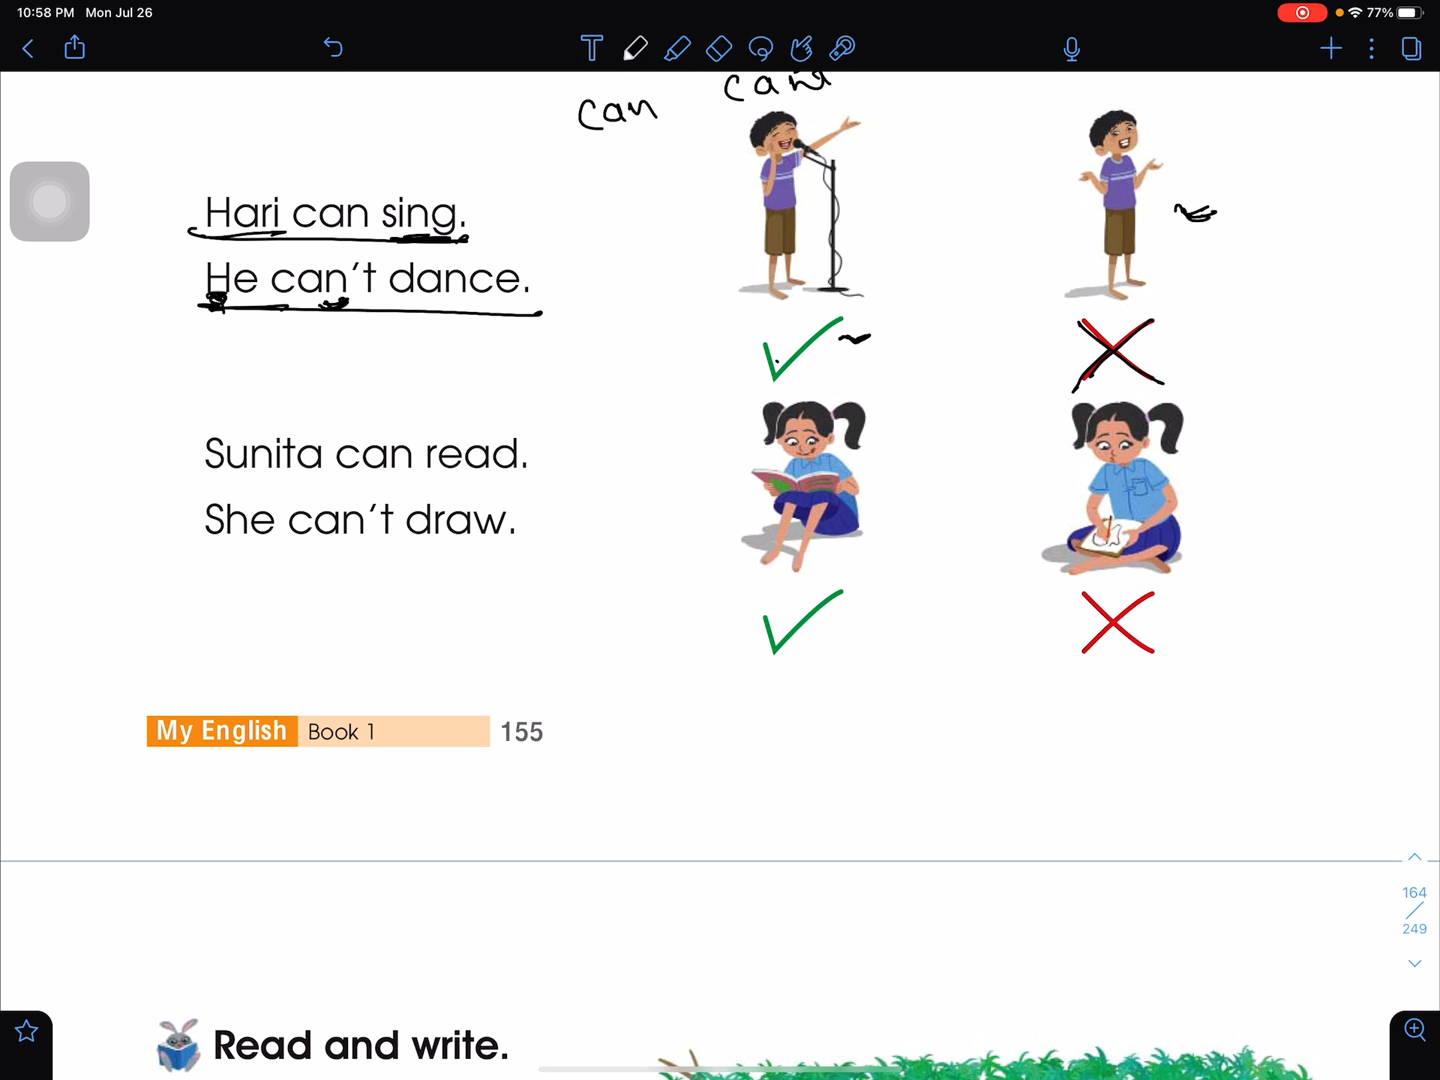 10:58 PM Mon Jul 26
77%
can
can't
Hari can sing.
He can't dance.
Sunita can read.
She can't draw.
My English Book 1 155
164
249
Read and write.